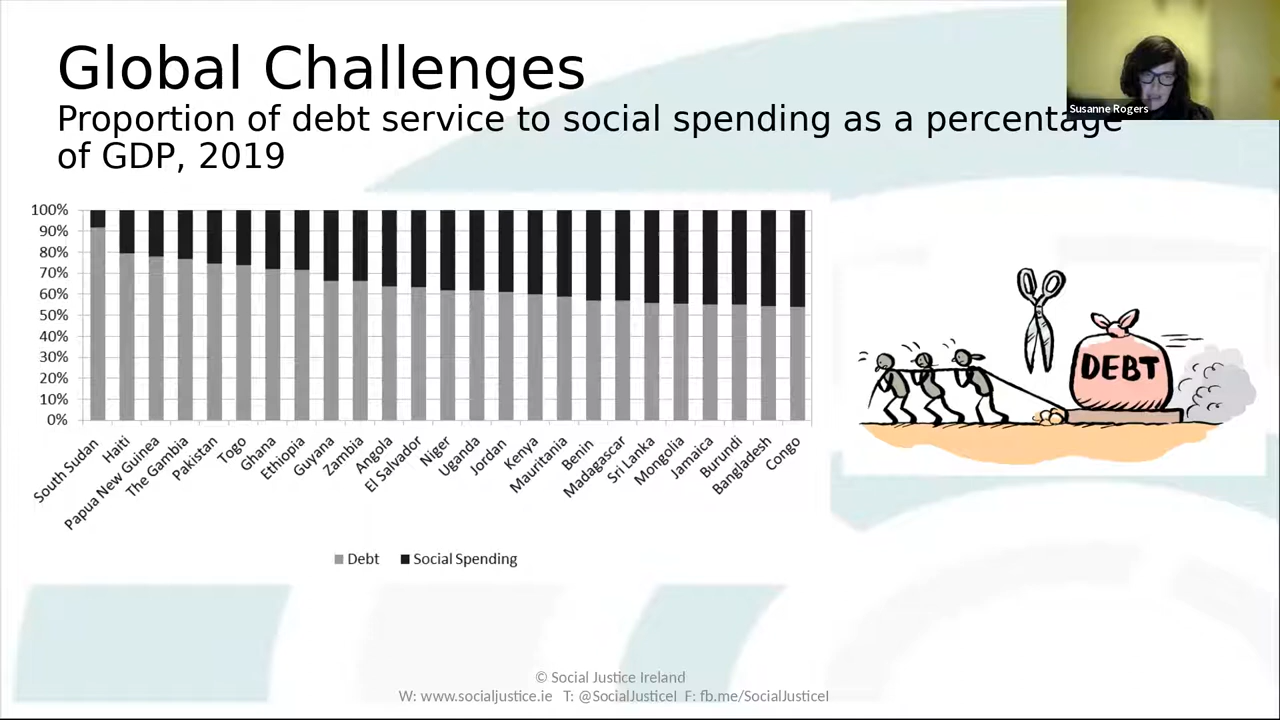 Global Challenges
Proportion of debt service to social spending as a percentage
of GDP, 2019
Susanne Rogers
100%
90%
80%
70%
60%
50%
40%
30%
20%
10%
0%
South Sudan
Haiti
Papua New Guinea
The Gambia
Pakistan
Togo
Ghana
Ethiopia
Guyana
Zambia
Angola
El Salvador
Niger
Uganda
Jordan
Kenya
Mauritania
Benin
Madagascar
Sri Lanka
Mongolia
Jamaica
Burundi
Bangladesh
Congo
Debt
Social Spending
DEBT
© Social Justice Ireland
W: www.socialjustice.ie T: @SocialJusticeI F: fb.me/SocialJusticeI